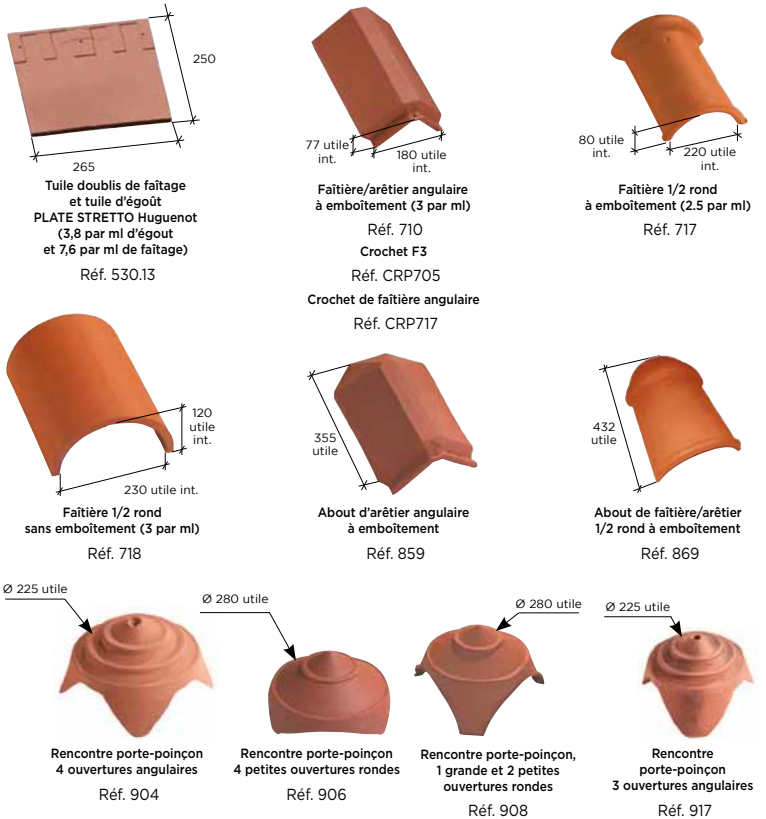 250
265
Tuile doublis de faîtage
et tuile d'égoût
PLATE STRETTO Huguenot
(3,8 par ml d'égout
et 7,6 par ml de faîtage)
Réf. 530.13
77 utile
int.
180 utile
int.
Faîtière/arêtier angulaire
à emboîtement (3 par ml)
Réf. 710
Crochet F3
Réf. CRP705
Crochet de faîtière angulaire
Réf. CRP717
80 utile
int.
220 utile
int.
Faîtière 1/2 rond
à emboîtement (2.5 par ml)
Réf. 717
120
utile
int.
230 utile int.
Faîtière 1/2 rond
sans emboîtement (3 par ml)
Réf. 718
355
utile
About d'arêtier angulaire
à emboîtement
Réf. 859
432
utile
About de faîtière/arêtier
1/2 rond à emboîtement
Réf. 869
Ø 225 utile
Rencontre porte-poinçon
4 ouvertures angulaires
Réf. 904
Ø 280 utile
Rencontre porte-poinçon
4 petites ouvertures rondes
Réf. 906
Ø 280 utile
Rencontre porte-poinçon,
1 grande et 2 petites
ouvertures rondes
Réf. 908
Ø 225 utile
Rencontre
porte-poinçon
3 ouvertures angulaires
Réf. 917